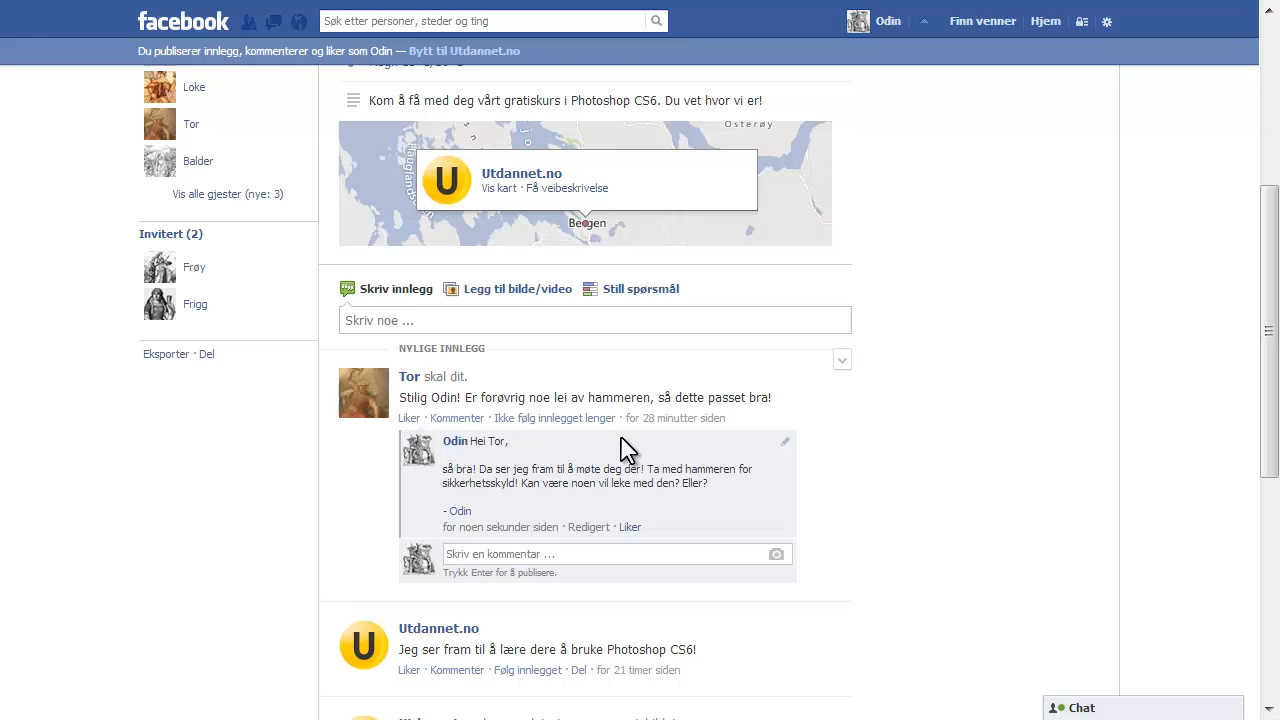 facebook
Søk etter personer, steder og ting
Odin
Finn venner
Hjem
Du publiserer innlegg, kommenterer og liker som Odin — Bytt til Utdannet.no
Loke
Tor
Balder
Vis alle gjester (nye: 3)
Invitert (2)
Frøy
Frigg
Eksporter · Del
Kom å få med deg vårt gratiskurs i Photoshop CS6. Du vet hvor vi er!
Osterøy
U
Utdannet.no
Vis kart · Få veibeskrivelse
Bergen
Skriv innlegg
Legg til bilde/video
Still spørsmål
Skriv noe ...
NYLIGE INNLEGG
Tor skal dit.
Stilig Odin! Er forøvrig noe lei av hammeren, så dette passet bra!
Liker · Kommenter · Ikke følg innlegget lenger · for 28 minutter siden
Odin Hei Tor,
så bra! Da ser jeg fram til å møte deg der! Ta med hammeren for
sikkerhetsskyld! Kan være noen vil leke med den? Eller?
- Odin
for noen sekunder siden · Redigert · Liker
Skriv en kommentar ...
Trykk Enter for å publisere.
U
Utdannet.no
Jeg ser fram til å lære dere å bruke Photoshop CS6!
Liker · Kommenter · Følg innlegget · Del · for 21 timer siden
Chat